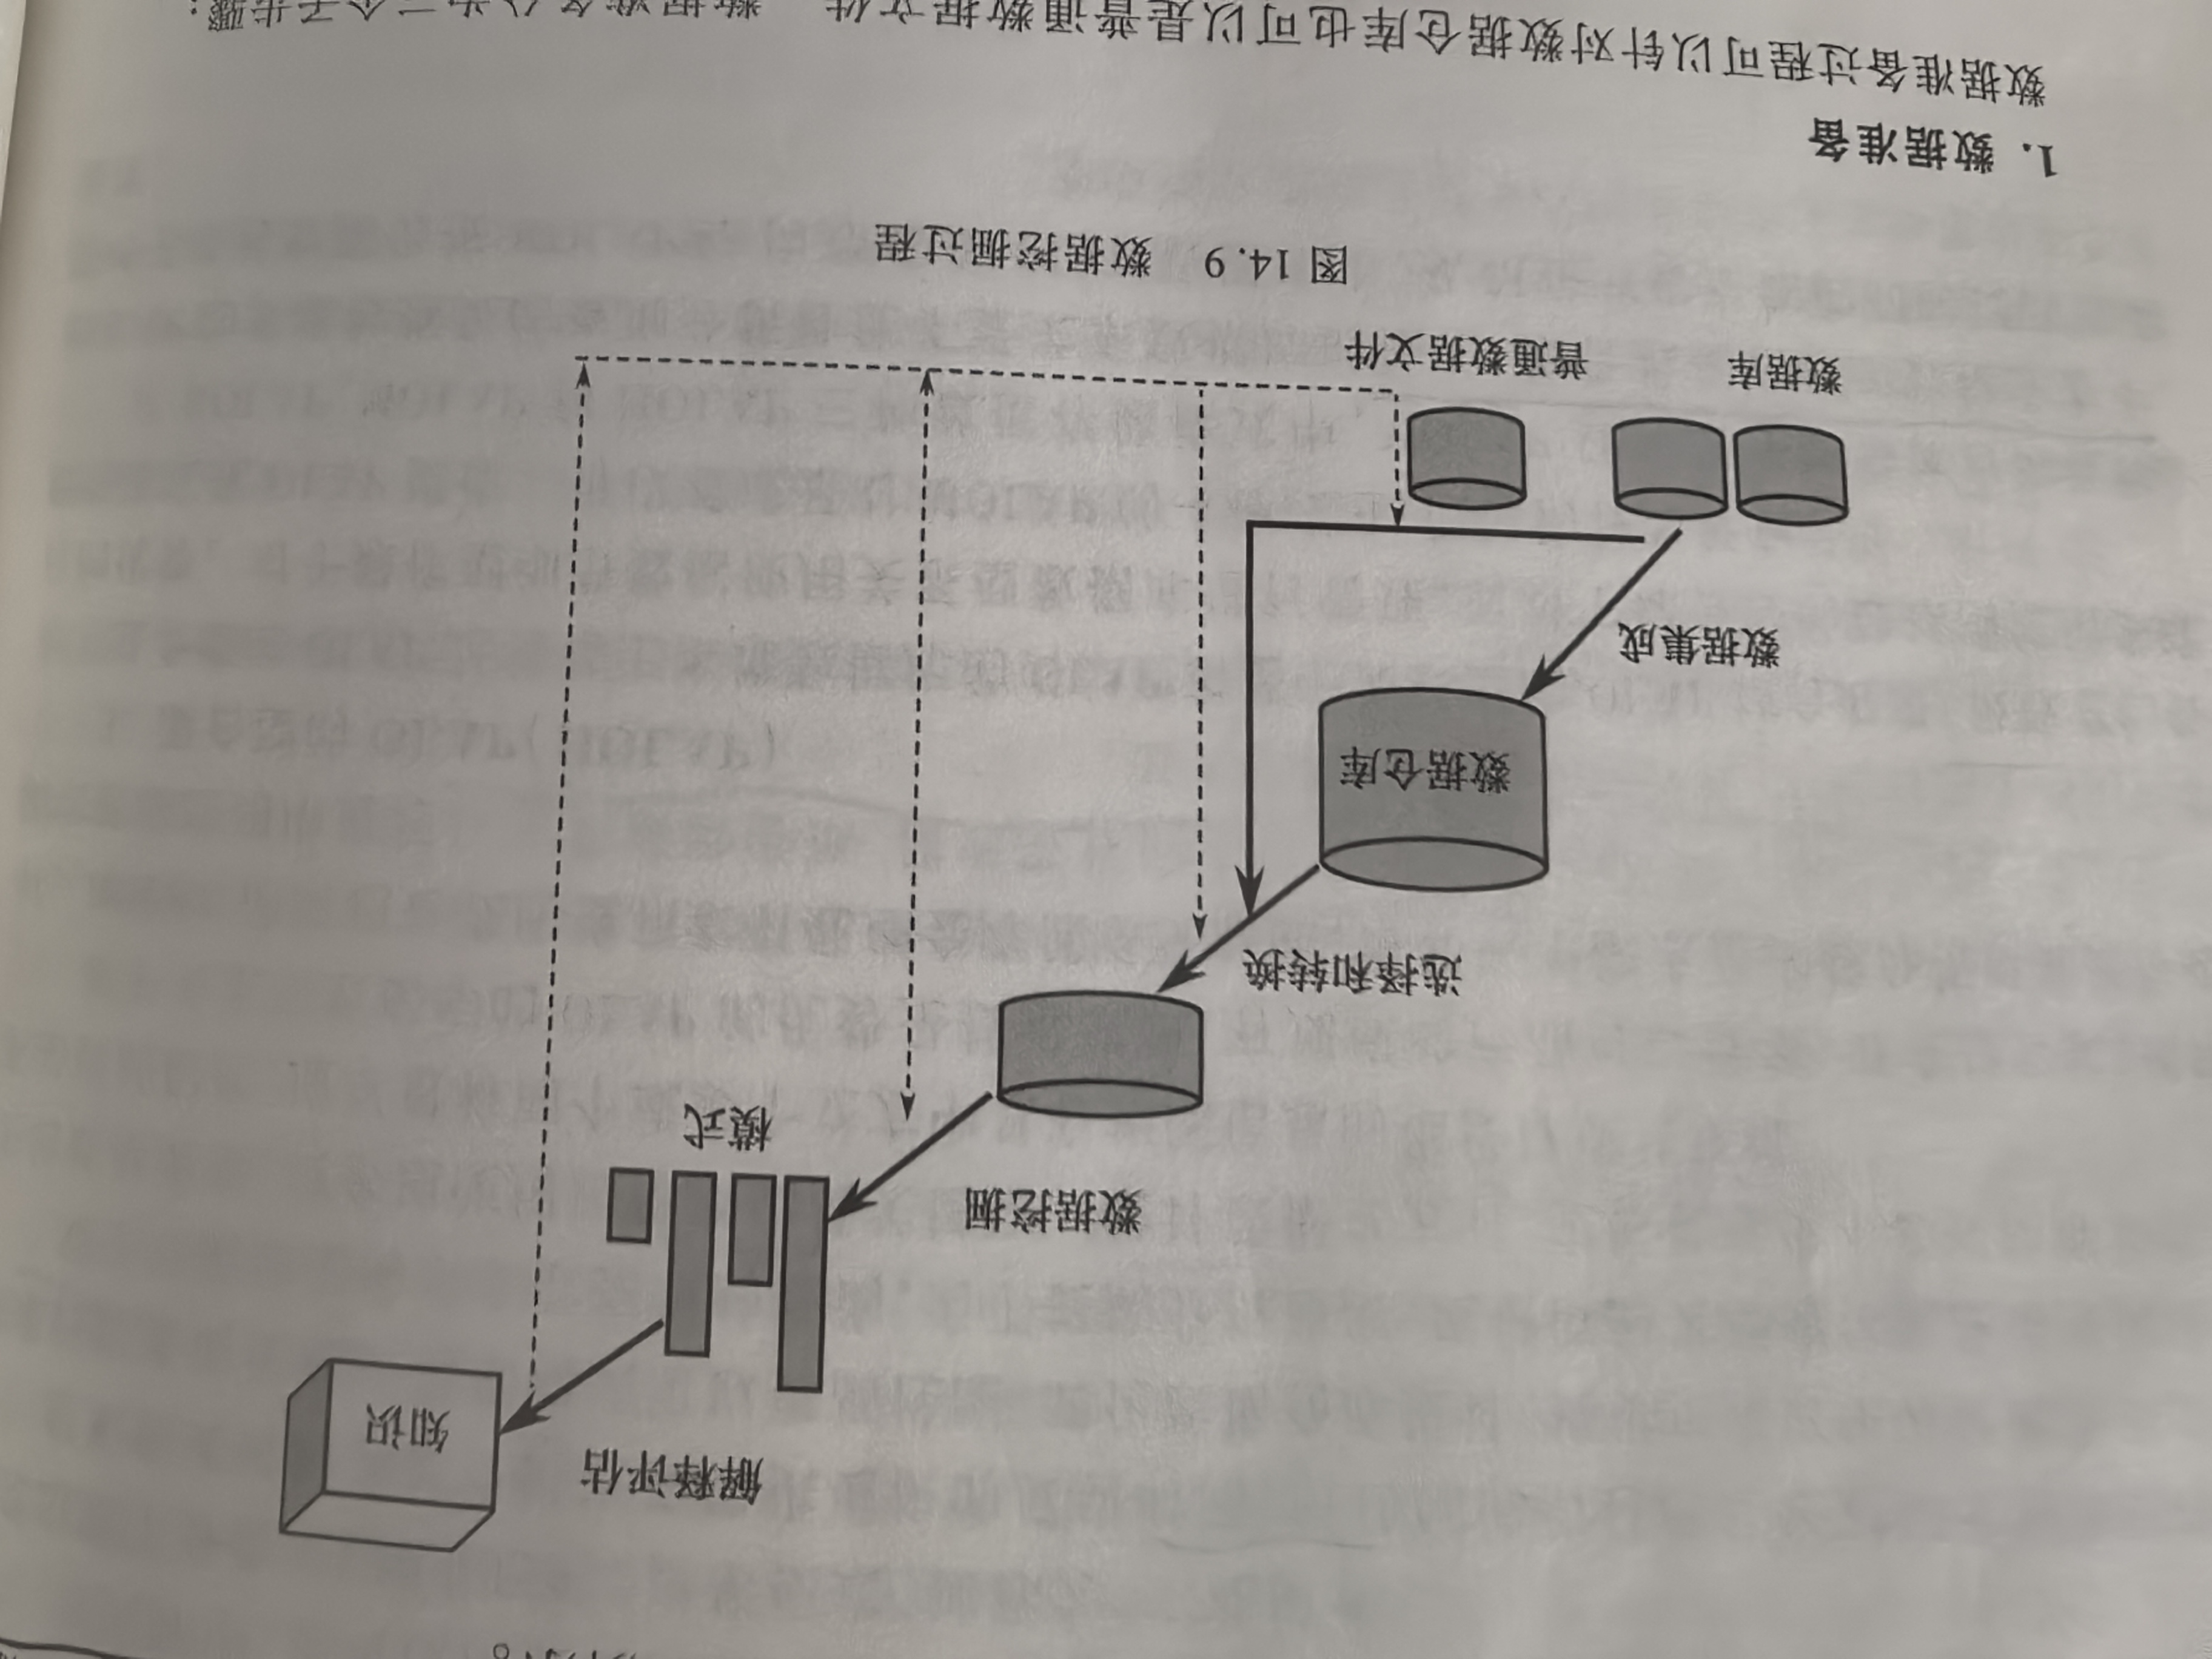 解释评估
知识
数据挖掘
模式
选择和转换
数据仓库
数据集成
数据库
普通数据文件
图 14.9 数据挖掘过程
1. 数据准备
数据准备过程可以针对数据仓库也可以是普通数据文件。数据准备分为三个子步骤: